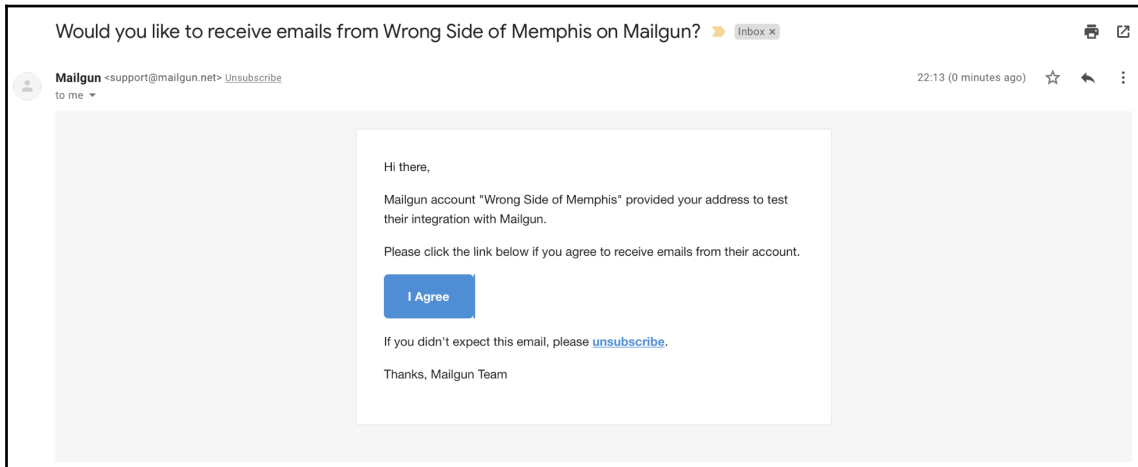 Would you like to receive emails from Wrong Side of Memphis on Mailgun? Inbox ×
Mailgun <support@mailgun.net> Unsubscribe 22:13 (0 minutes ago)
to me
Hi there,
Mailgun account "Wrong Side of Memphis" provided your address to test
their integration with Mailgun.
Please click the link below if you agree to receive emails from their account.
I Agree
If you didn't expect this email, please unsubscribe.
Thanks, Mailgun Team